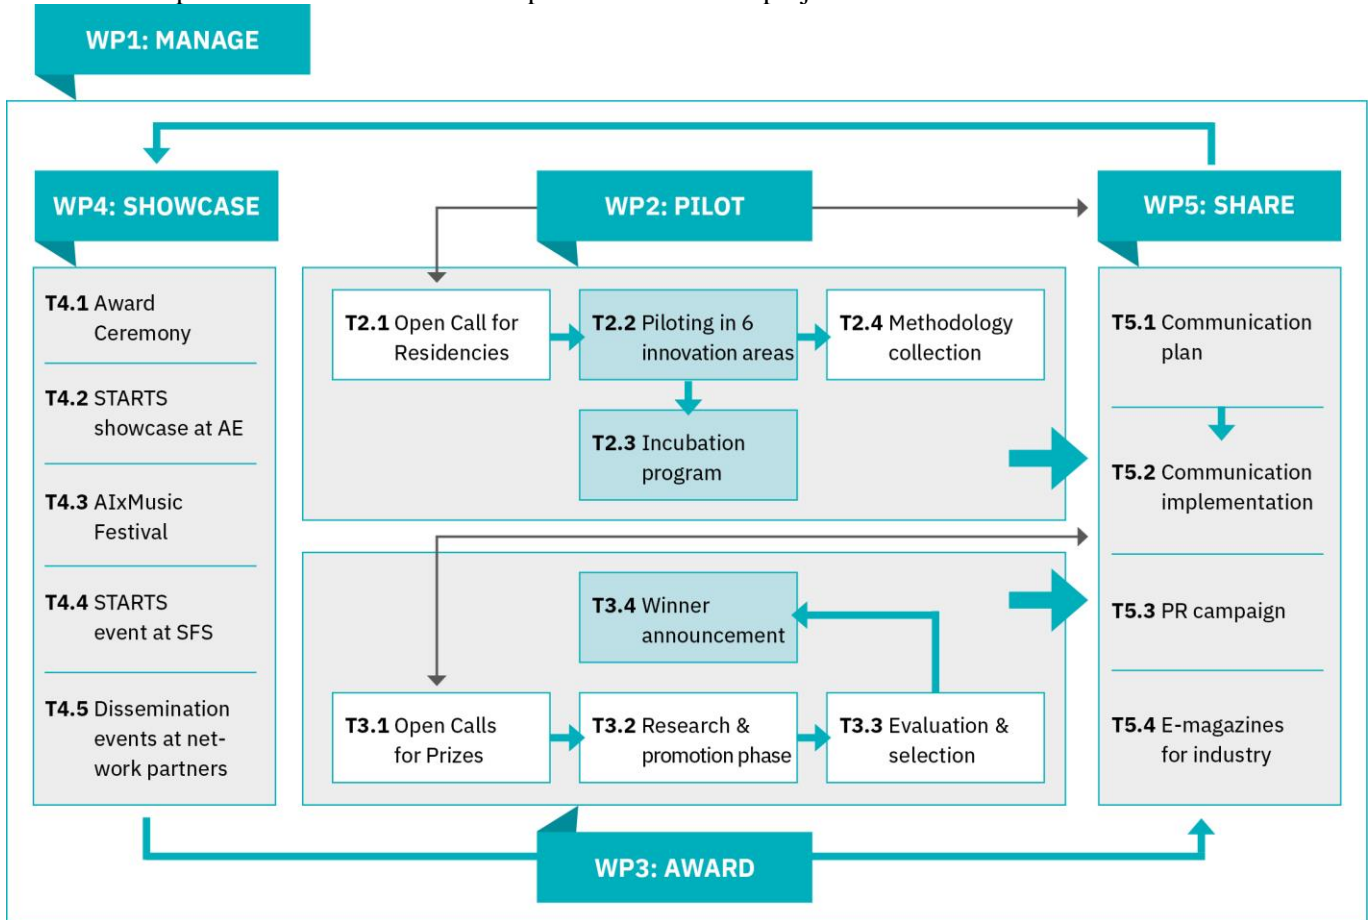 WP1: MANAGE
WP4: SHOWCASE
WP2: PILOT
WP5: SHARE
T4.1 Award
Ceremony
T4.2 STARTS
showcase at AE
T4.3 AIxMusic
Festival
T4.4 STARTS
event at SFS
T4.5 Dissemination
events at net-
work partners
T2.1 Open Call for
Residencies
T2.2 Piloting in 6
innovation areas
T2.4 Methodology
collection
T2.3 Incubation
program
T3.4 Winner
announcement
T3.1 Open Calls
for Prizes
T3.2 Research &
promotion phase
T3.3 Evaluation &
selection
T5.1 Communication
plan
T5.2 Communication
implementation
T5.3 PR campaign
T5.4 E-magazines
for industry
WP3: AWARD